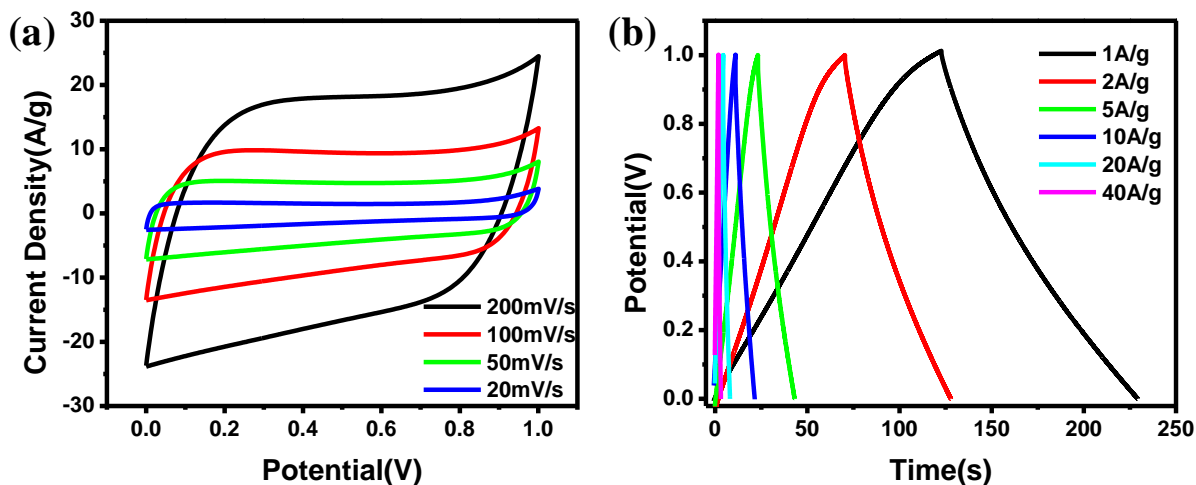 (a)
Current Density(A/g)
30
20
10
0
-10
-20
-30
0.0 0.2 0.4 0.6 0.8 1.0
Potential(V)
200mV/s
100mV/s
50mV/s
20mV/s
(b)
Potential(V)
1.0
0.8
0.6
0.4
0.2
0.0
0 50 100 150 200 250
Time(s)
1A/g
2A/g
5A/g
10A/g
20A/g
40A/g